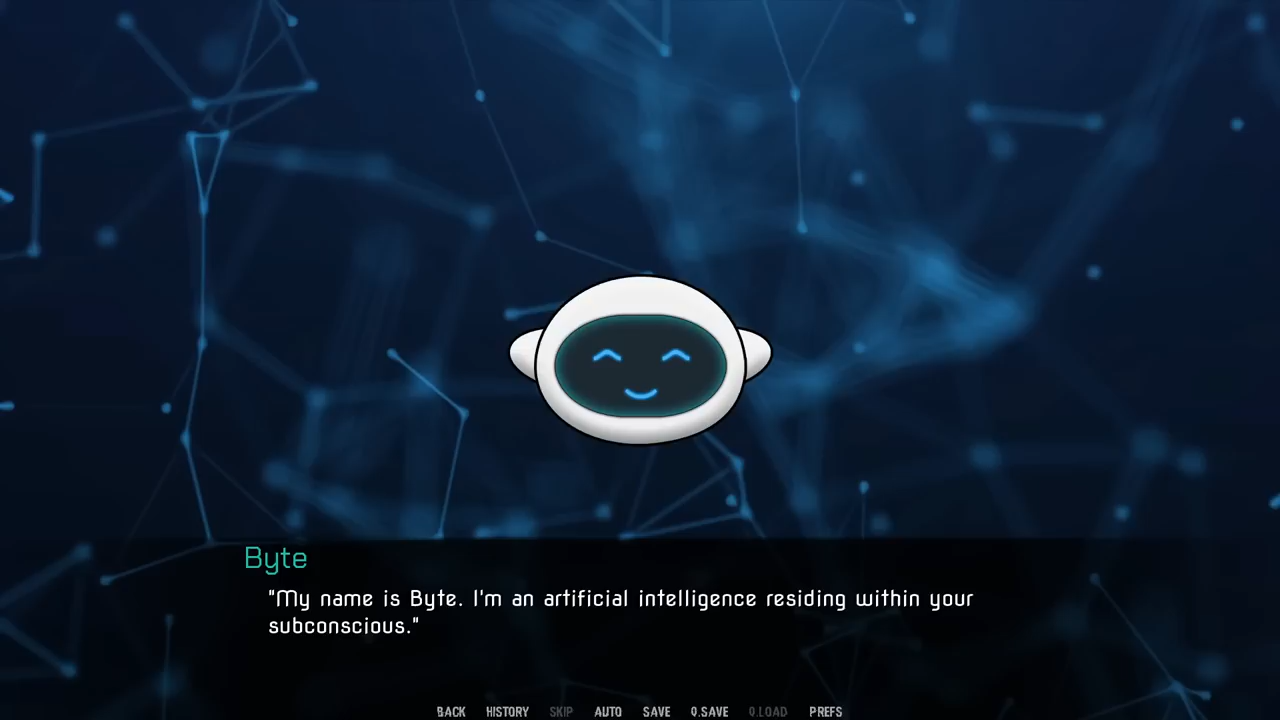 Byte
"My name is Byte. I'm an artificial intelligence residing within your
subconscious."
BACK HISTORY SKIP AUTO SAVE Q.SAVE Q.LOAD PREFS